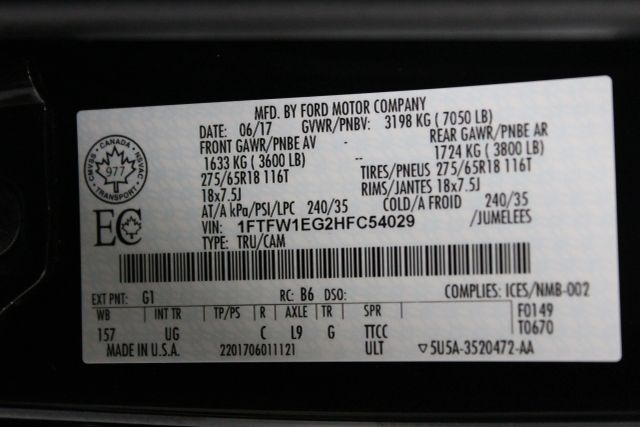 MFD. BY FORD MOTOR COMPANY
DATE: 06/17 GVWR/PNBV: 3198 KG ( 7050 LB)
FRONT GAWR/PNBE AV REAR GAWR/PNBE AR
1633 KG ( 3600 LB) -- 1724 KG ( 3800 LB)
275/65R18 116T TIRES/PNEUS 275/65R18 116T
18x7.5J RIMS/JANTES 18x7.5J
AT/A kPa/PSI/LPC 240/35 COLD/A FROID 240/35
VIN: 1FTFW1EG2HFC54029 /JUMELEES
TYPE: TRU/CAM
CANADA
CMVSS NSVAC
977
TRANSPORT
EC
EXT PNT: G1 RC: B6 DSO: COMPLIES: ICES/NMB-002
WB INT TR TP/PS R AXLE TR SPR F0149
157 UG C L9 G TTCC T0670
MADE IN U.S.A. 2201706011121 ULT ▽5U5A-3520472-AA